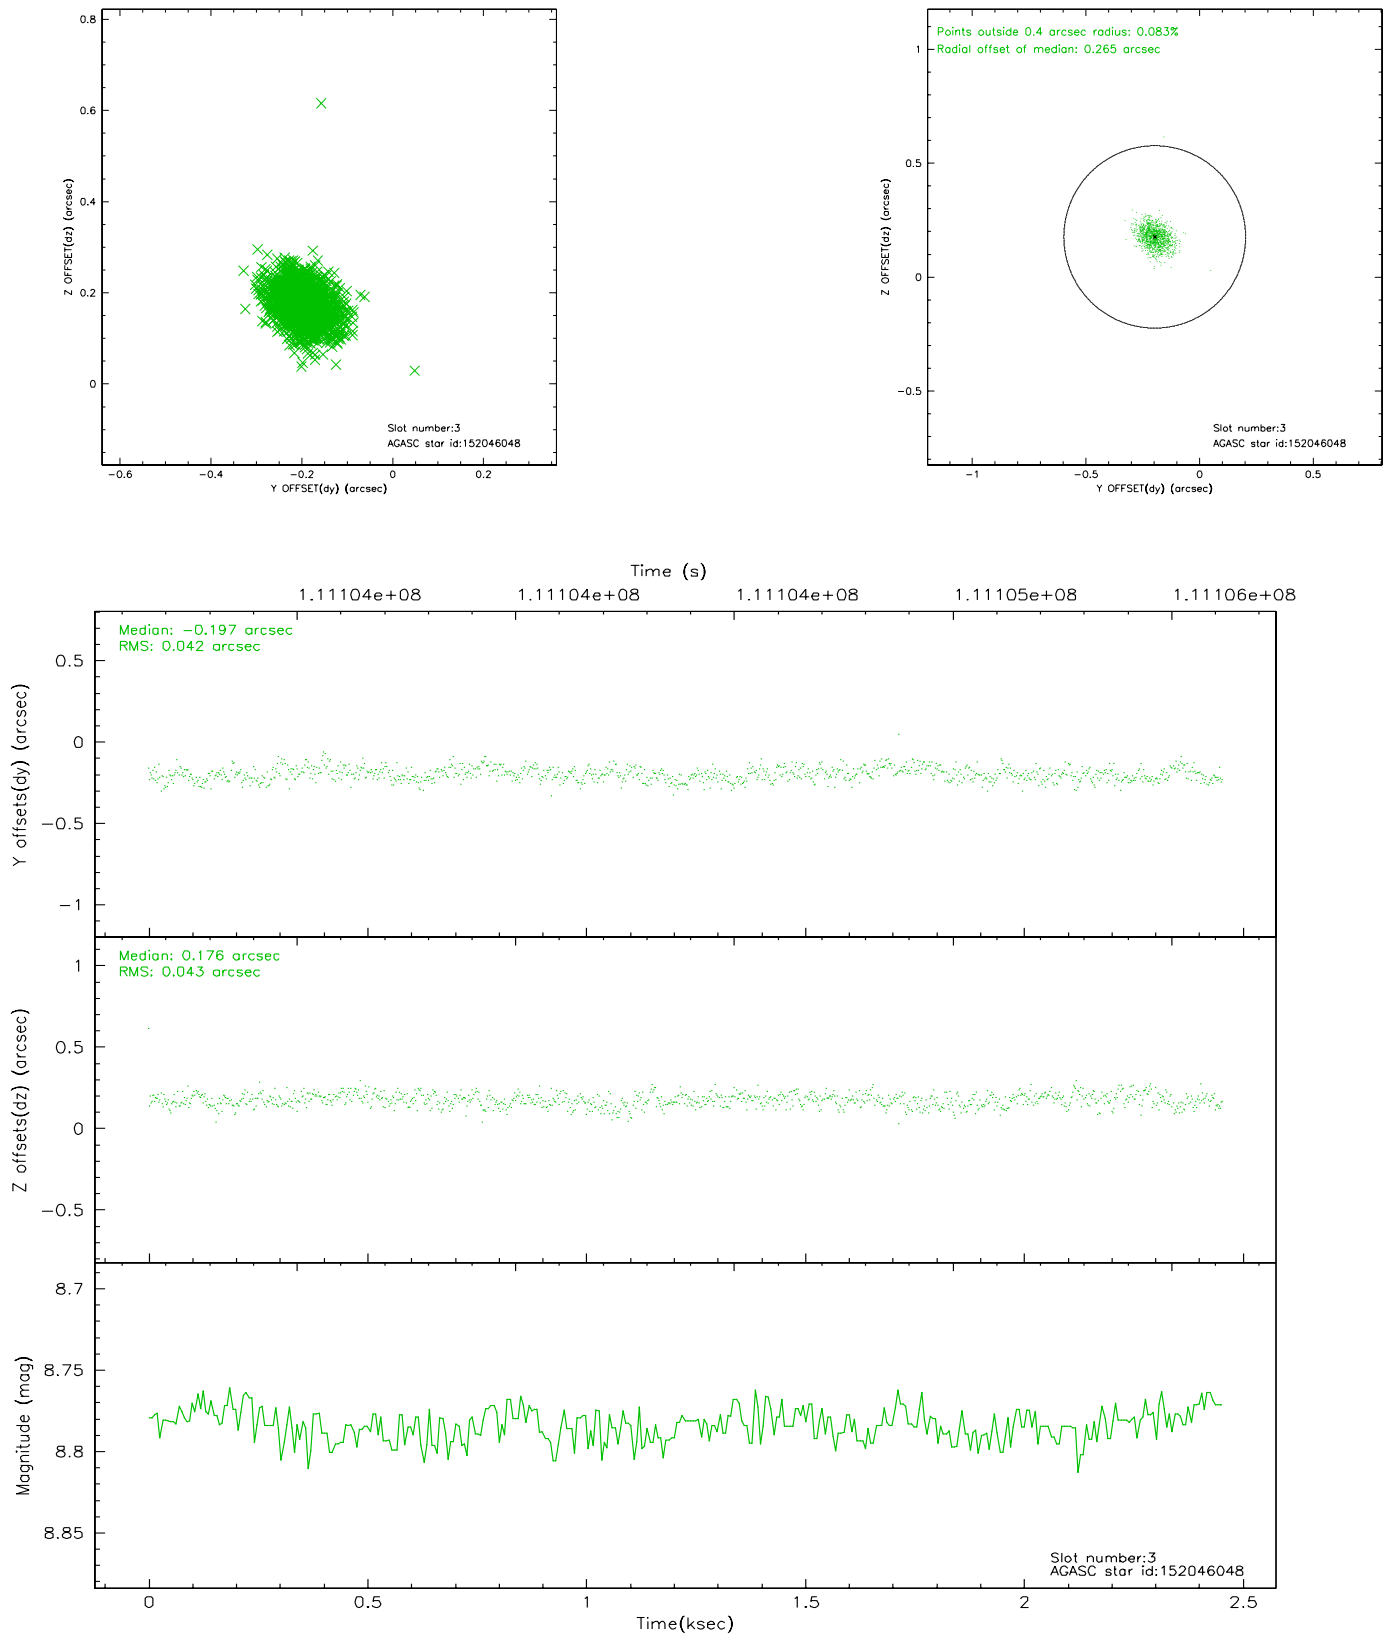 0.8
0.6
0.4
0.2
0
Z OFFSET(dz) (arcsec)
Slot number:3
AGASC star id:152046048
−0.6 −0.4 −0.2 0 0.2
Y OFFSET(dy) (arcsec)
Points outside 0.4 arcsec radius: 0.083%
Radial offset of median: 0.265 arcsec
1
0.5
0
−0.5
Z OFFSET(dz) (arcsec)
Slot number:3
AGASC star id:152046048
−1 −0.5 0 0.5
Y OFFSET(dy) (arcsec)
Time (s)
1.11104e+08 1.11104e+08 1.11104e+08 1.11105e+08 1.11106e+08
Median: −0.197 arcsec
RMS: 0.042 arcsec
0.5
0
−0.5
−1
Y offsets(dy) (arcsec)
Median: 0.176 arcsec
RMS: 0.043 arcsec
1
0.5
0
−0.5
Z offsets(dz) (arcsec)
8.7
8.75
8.8
8.85
Magnitude (mag)
Slot number:3
AGASC star id:152046048
0 0.5 1 1.5 2 2.5
Time(ksec)